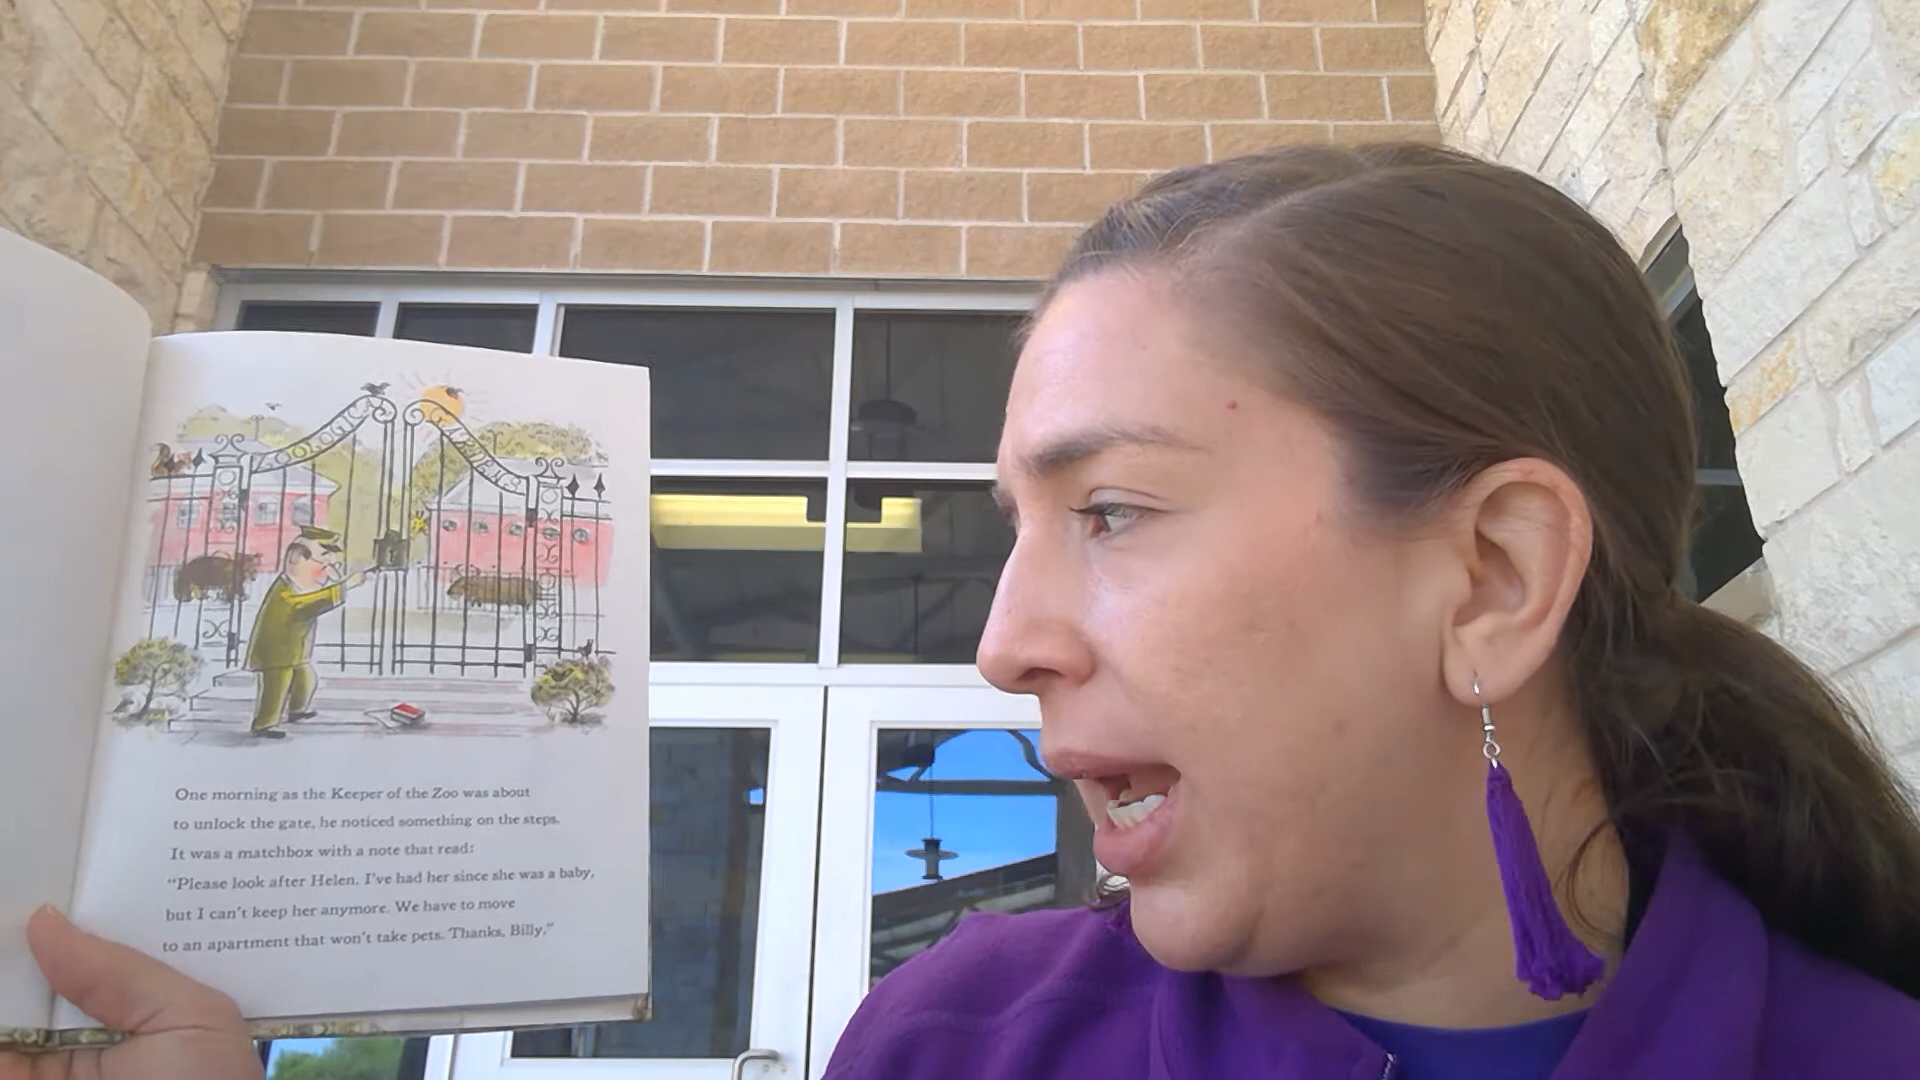 ZOOLOGICAL GARDENS
One morning as the Keeper of the Zoo was about
to unlock the gate, he noticed something on the steps.
It was a matchbox with a note that read:
“Please look after Helen. I've had her since she was a baby,
but I can't keep her anymore. We have to move
to an apartment that won't take pets. Thanks, Billy.”